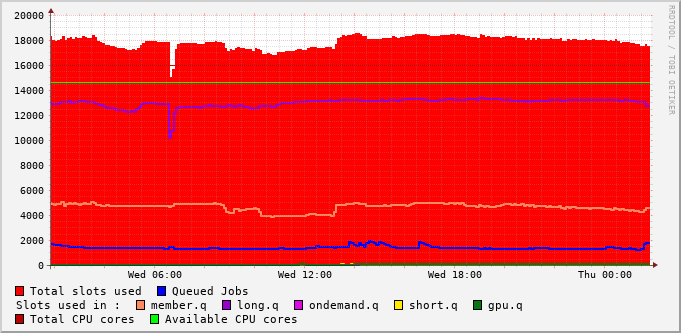 20000
18000
16000
14000
12000
10000
8000
6000
4000
2000
0
Wed 06:00 Wed 12:00 Wed 18:00 Thu 00:00
RRDTOOL / TOBI OETIKER
Total slots used Queued Jobs
Slots used in : member.q long.q ondemand.q short.q gpu.q
Total CPU cores Available CPU cores